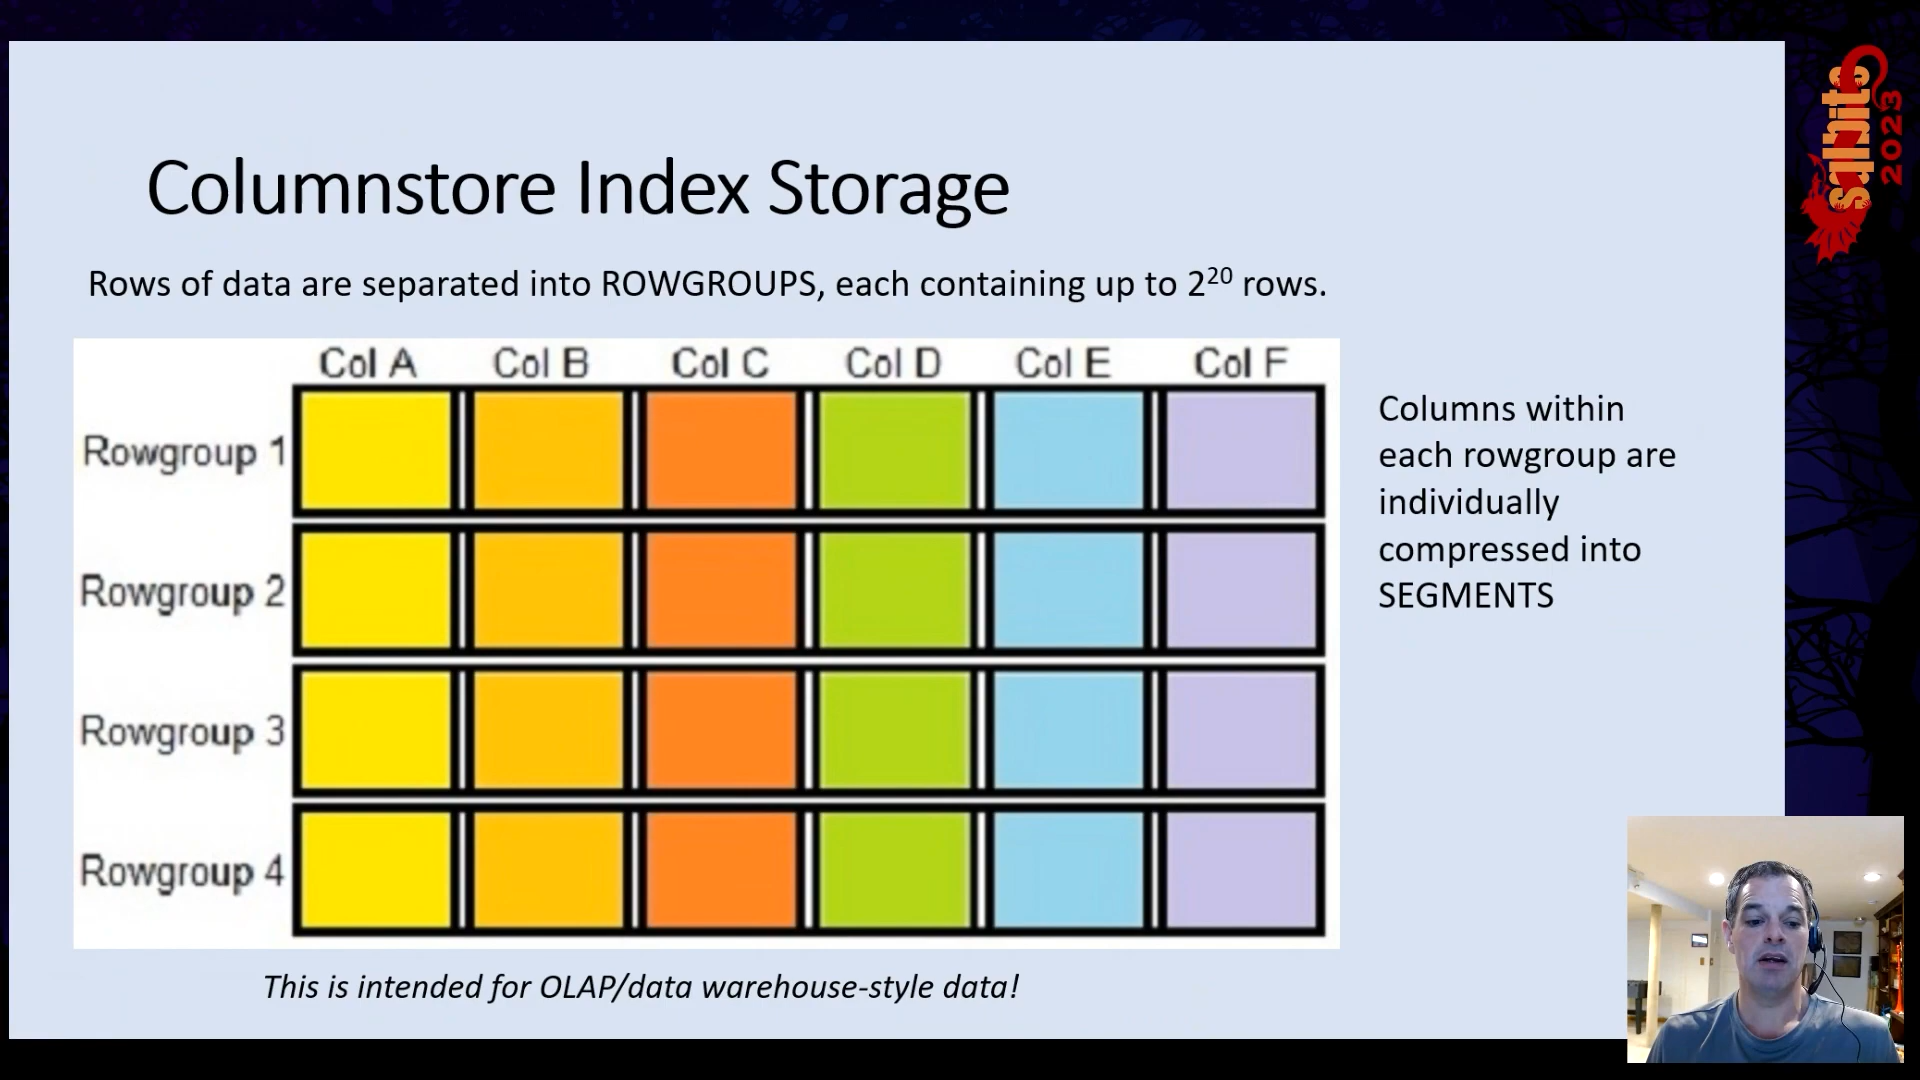 Columnstore Index Storage
Rows of data are separated into ROWGROUPS, each containing up to 2²⁰ rows.
Col A Col B Col C Col D Col E Col F
Rowgroup 1
Rowgroup 2
Rowgroup 3
Rowgroup 4
Columns within
each rowgroup are
individually
compressed into
SEGMENTS
This is intended for OLAP/data warehouse-style data!
sqlbits
2023